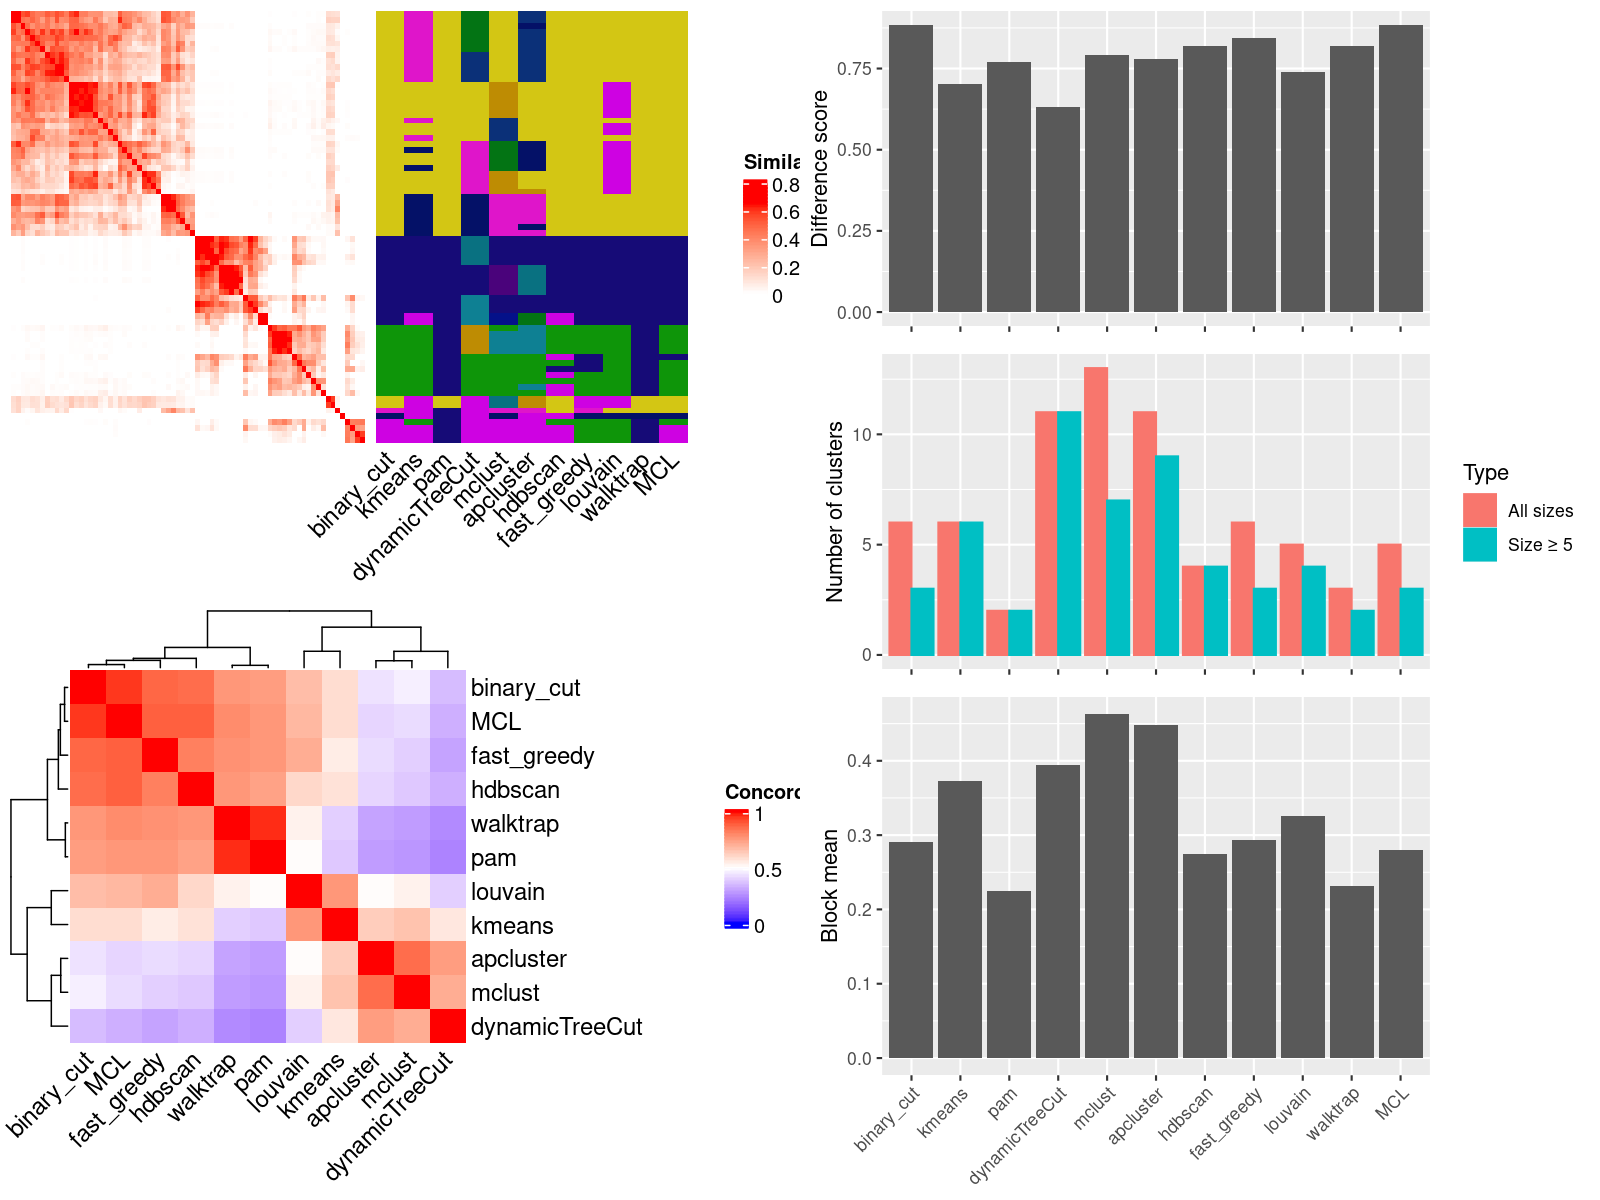 Simila
0.8
0.6
0.4
0.2
0
binary_cut
kmeans
pam
dynamicTreeCut
mclust
apcluster
hdbscan
fast_greedy
louvain
walktrap
MCL
binary_cut
MCL
fast_greedy
hdbscan
walktrap
pam
louvain
kmeans
apcluster
mclust
dynamicTreeCut
binary_cut
MCL
fast_greedy
hdbscan
walktrap
pam
louvain
kmeans
apcluster
mclust
dynamicTreeCut
Concord
1
0.5
0
Difference score
0.75
0.50
0.25
0.00
Number of clusters
10
5
0
Type
All sizes
Size ≥ 5
Block mean
0.4
0.3
0.2
0.1
0.0
binary_cut
kmeans
pam
dynamicTreeCut
mclust
apcluster
hdbscan
fast_greedy
louvain
walktrap
MCL